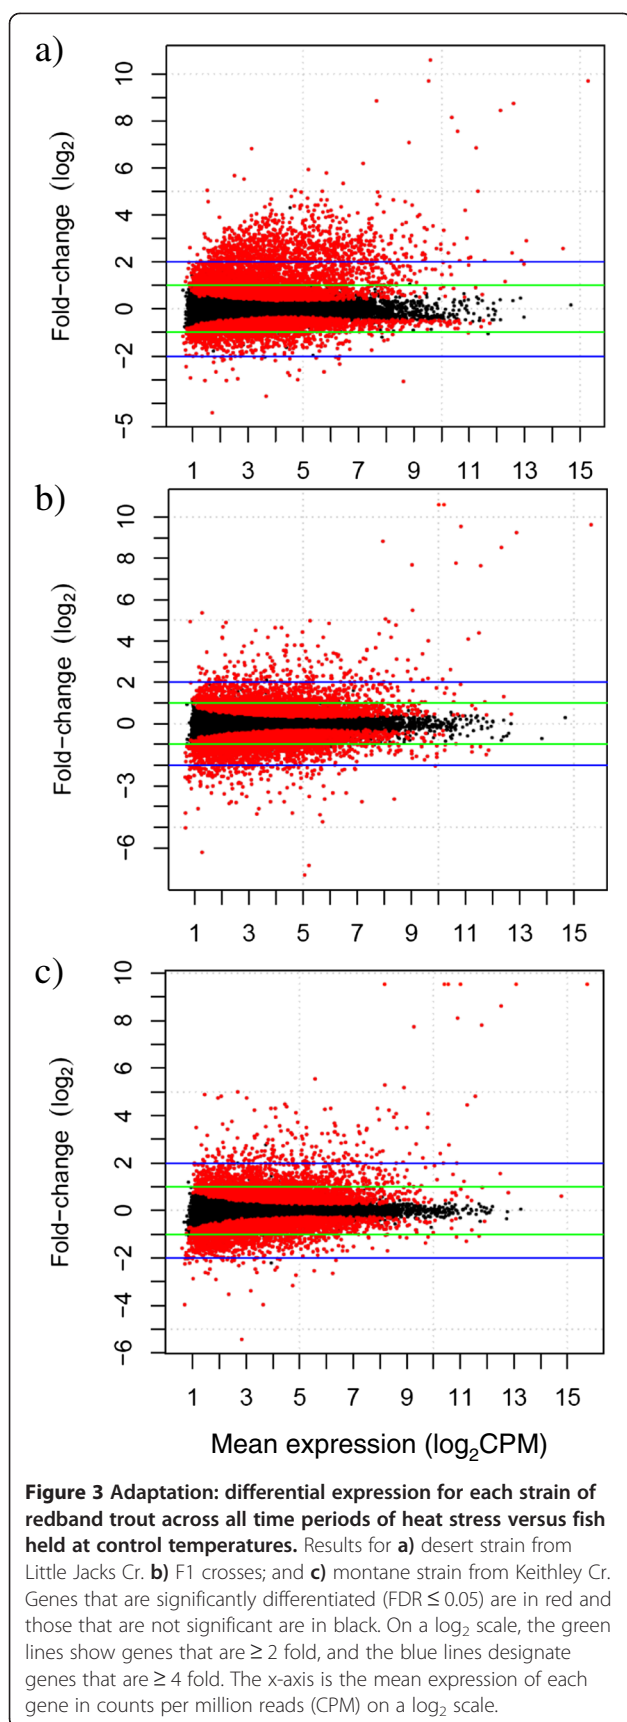 a)
Fold−change (log2)
10
8
6
4
2
0
−2
−5
1 3 5 7 9 11 13 15
b)
Fold−change (log2)
10
8
6
4
2
0
−3
−6
1 3 5 7 9 11 13 15
c)
Fold−change (log2)
10
8
6
4
2
0
−2
−4
−6
1 3 5 7 9 11 13 15
Mean expression (log2CPM)
Figure 3 Adaptation: differential expression for each strain of
redband trout across all time periods of heat stress versus fish
held at control temperatures. Results for a) desert strain from
Little Jacks Cr. b) F1 crosses; and c) montane strain from Keithley Cr.
Genes that are significantly differentiated (FDR ≤ 0.05) are in red and
those that are not significant are in black. On a log2 scale, the green
lines show genes that are ≥ 2 fold, and the blue lines designate
genes that are ≥ 4 fold. The x-axis is the mean expression of each
gene in counts per million reads (CPM) on a log2 scale.